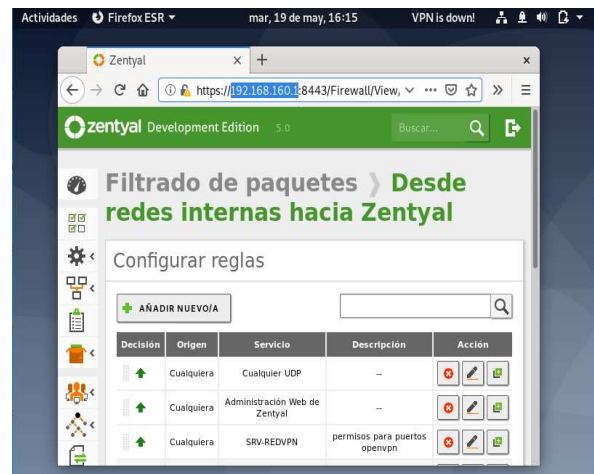 Actividades Firefox ESR mar, 19 de may, 16:15 VPN is down!
Zentyal
https://192.168.160.1:8443/Firewall/View,
zentyal Development Edition 5.0 Buscar...
Filtrado de paquetes Desde
redes internas hacia Zentyal
Configurar reglas
AÑADIR NUEVO/A
Decisión Origen Servicio Descripción Acción
Cualquiera Cualquier UDP --
Cualquiera Administración Web de
Zentyal --
Cualquiera SRV-REDVPN permisos para puertos
openvpn